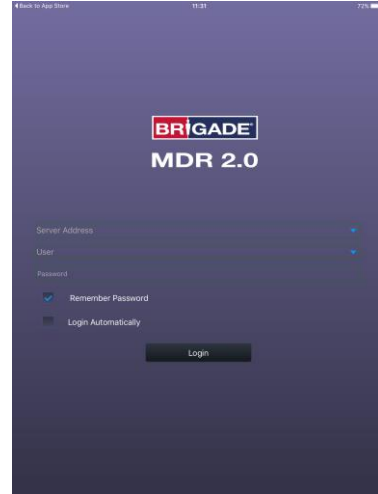 Back to App Store 11:31 72%
BRIGADE
MDR 2.0
Server Address
User
Password
Remember Password
Login Automatically
Login